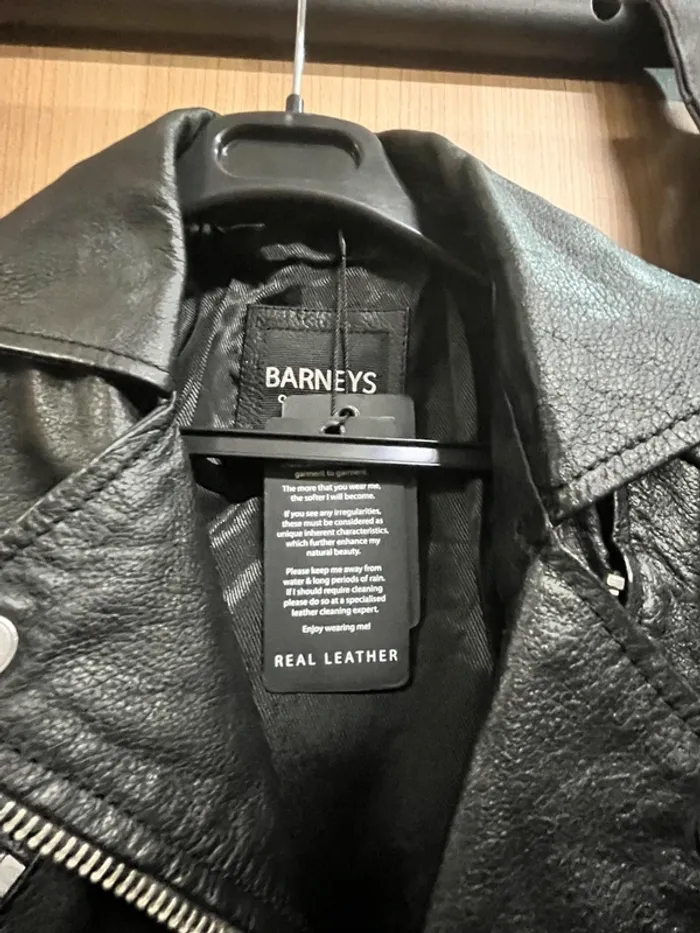 BARNEYS
garment to garment.
The more that you wear me,
the softer I will become.
If you see any irregularities,
these must be considered as
unique inherent characteristics,
which further enhance my
natural beauty.
Please keep me away from
water & long periods of rain.
If I should require cleaning
please do so at a specialised
leather cleaning expert.
Enjoy wearing me!
REAL LEATHER